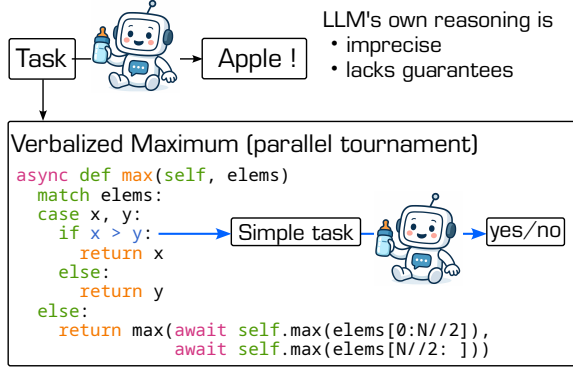 LLM's own reasoning is
• imprecise
• lacks guarantees
Task
Apple !
Verbalized Maximum (parallel tournament)
async def max(self, elems)
match elems:
case x, y:
if x > y:
return x
else:
return y
else:
return max(await self.max(elems[0:N//2]),
await self.max(elems[N//2: ]))
Simple task
yes/no